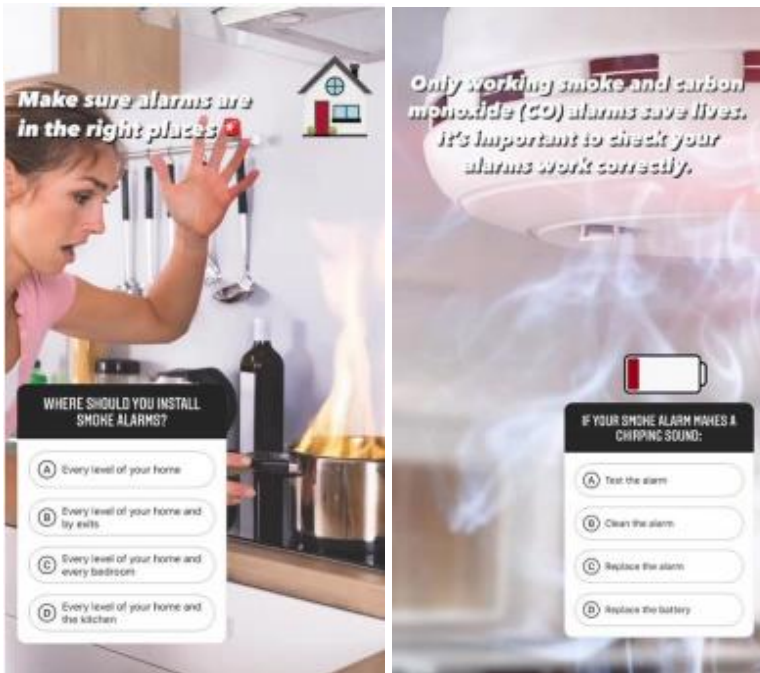 Make sure alarms are
in the right places
WHERE SHOULD YOU INSTALL
SMOKE ALARMS?
A Every level of your home
B Every level of your home and
by exits
C Every level of your home and
every bedroom
D Every level of your home and
the kitchen
Only working smoke and carbon
monoxide (CO) alarms save lives.
It's important to check your
alarms work correctly.
IF YOUR SMOKE ALARM MAKES A
CHIRPING SOUND:
A Test the alarm
B Clean the alarm
C Replace the alarm
D Replace the battery